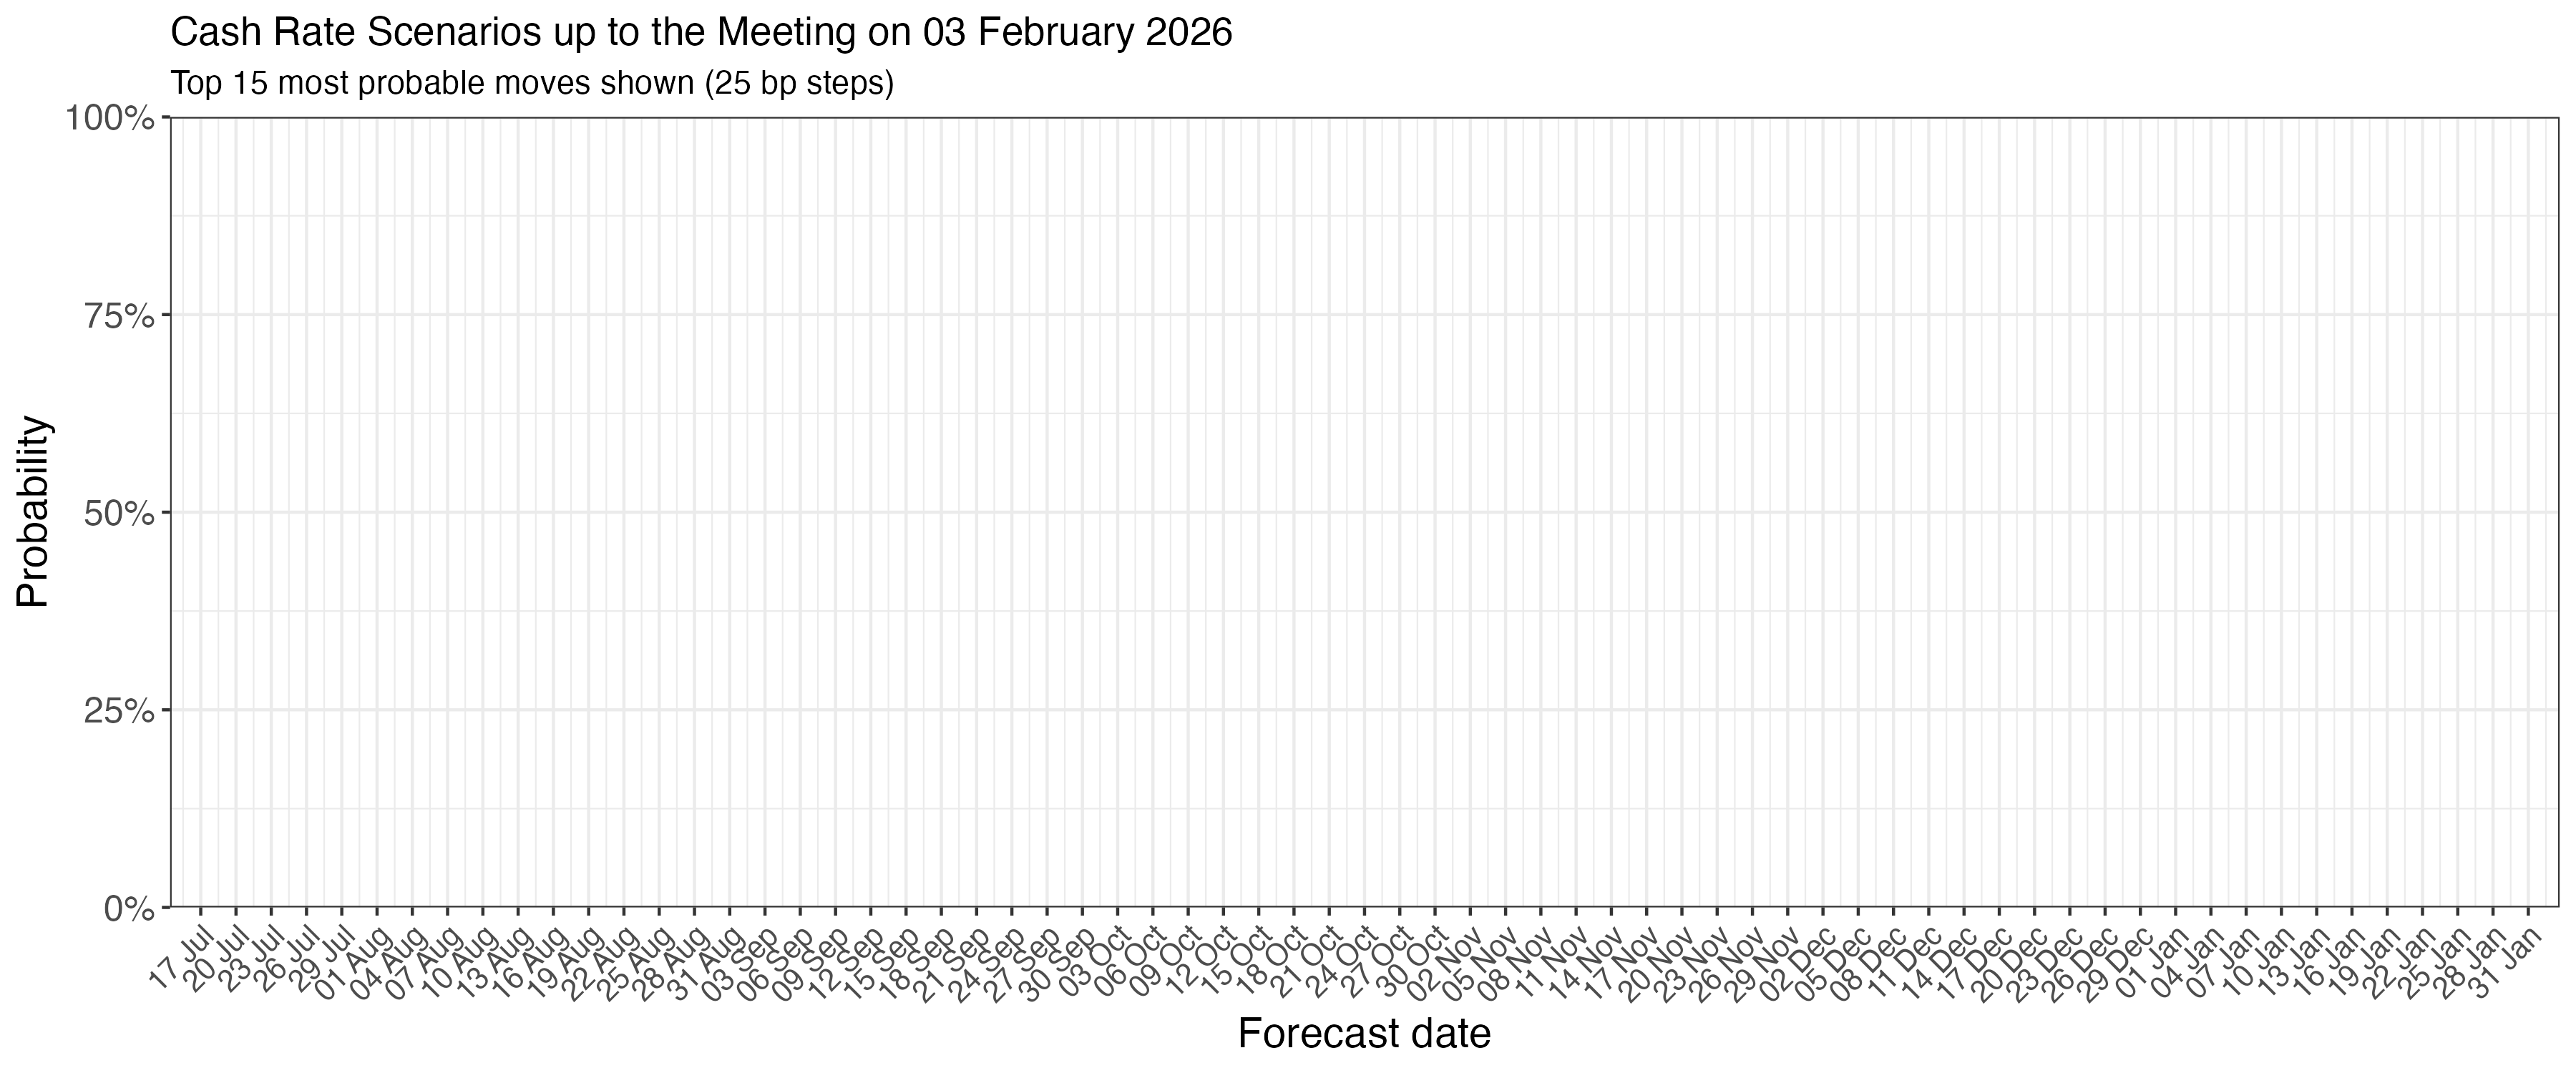 Cash Rate Scenarios up to the Meeting on 03 February 2026
Top 15 most probable moves shown (25 bp steps)
100%
75%
50%
25%
0%
Probability
17 Jul
20 Jul
23 Jul
26 Jul
29 Jul
01 Aug
04 Aug
07 Aug
10 Aug
13 Aug
16 Aug
19 Aug
22 Aug
25 Aug
28 Aug
31 Aug
03 Sep
06 Sep
09 Sep
12 Sep
15 Sep
18 Sep
21 Sep
24 Sep
27 Sep
30 Sep
03 Oct
06 Oct
09 Oct
12 Oct
15 Oct
18 Oct
21 Oct
24 Oct
27 Oct
30 Oct
02 Nov
05 Nov
08 Nov
11 Nov
14 Nov
17 Nov
20 Nov
23 Nov
26 Nov
29 Nov
02 Dec
05 Dec
08 Dec
11 Dec
14 Dec
17 Dec
20 Dec
23 Dec
26 Dec
29 Dec
01 Jan
04 Jan
07 Jan
10 Jan
13 Jan
16 Jan
19 Jan
22 Jan
25 Jan
28 Jan
31 Jan
Forecast date